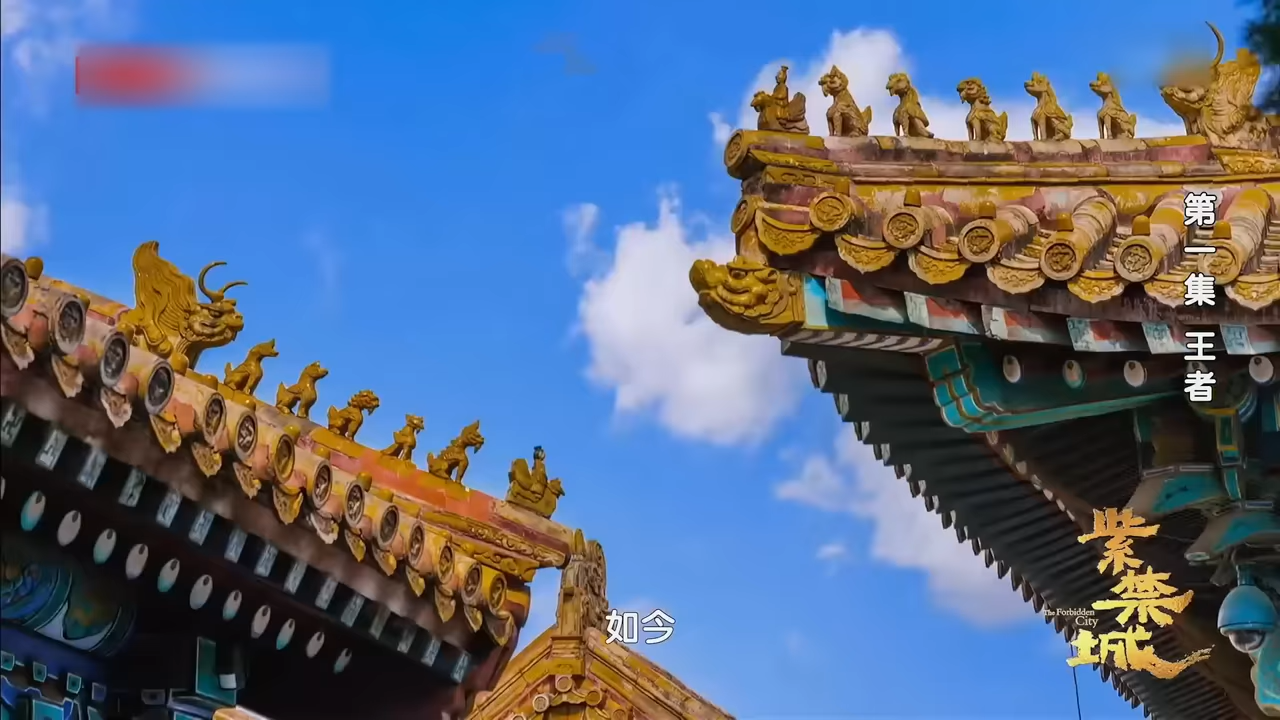 第一集 王者
紫禁城
The Forbidden
City
如今